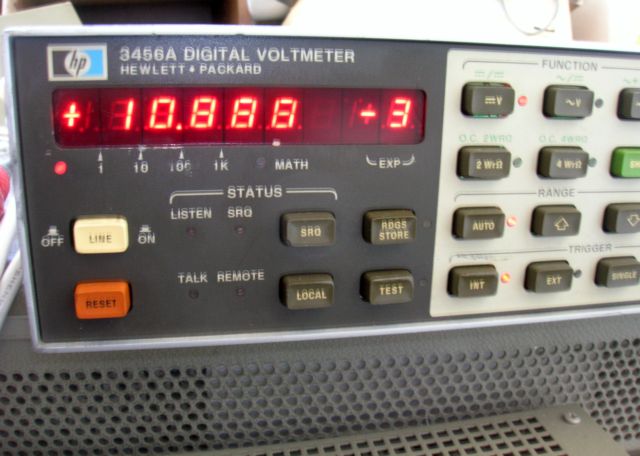 hp
3456A DIGITAL VOLTMETER
HEWLETT • PACKARD
+ 10.888 -3
1 10 100 1K MATH EXP
STATUS
LISTEN SRQ
OFF LINE ON SRQ RDGS STORE
TALK REMOTE
RESET LOCAL TEST
FUNCTION
V ~V
O.C. 2WRΩ O.C. 4WRΩ
2 WrΩ 4 WrΩ
RANGE
AUTO
TRIGGER
INT EXT SINGLE